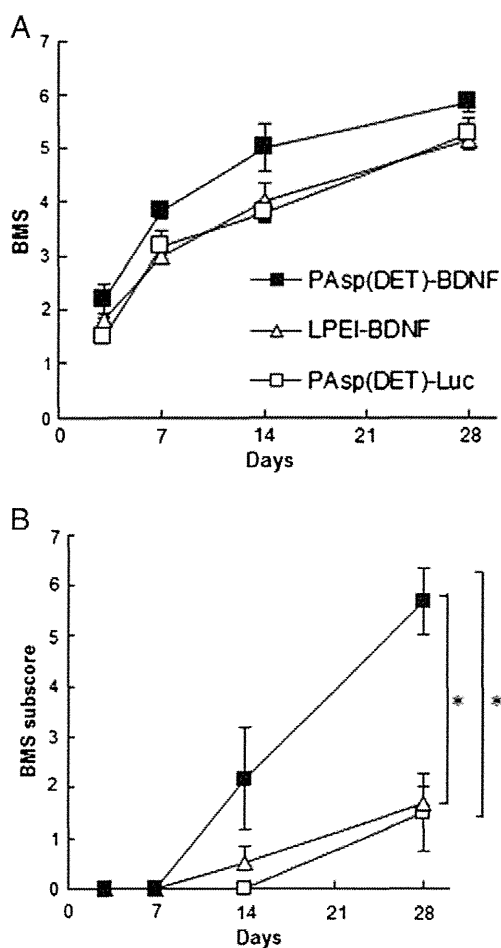 A
7
6
5
4
3
2
1
0
BMS
PAsp(DET)-BDNF
LPEI-BDNF
PAsp(DET)-Luc
0 7 14 21 28
Days
B
7
6
5
4
3
2
1
0
BMS subscore
* *
0 7 14 21 28
Days